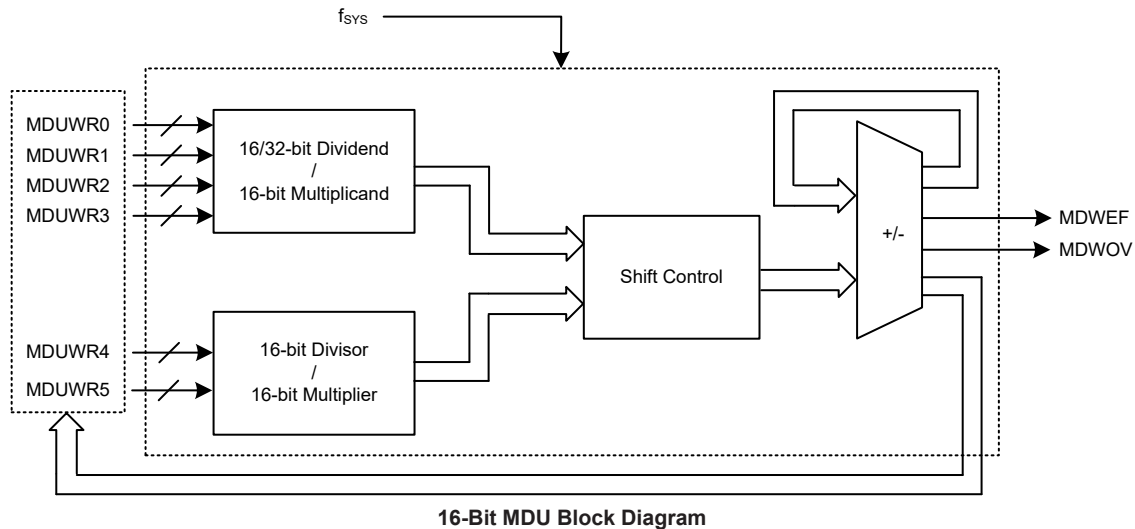 fSYS
MDUWR0
MDUWR1
MDUWR2
MDUWR3
16/32-bit Dividend
/
16-bit Multiplicand
MDUWR4
MDUWR5
16-bit Divisor
/
16-bit Multiplier
Shift Control
+/-
MDWEF
MDWOV
16-Bit MDU Block Diagram